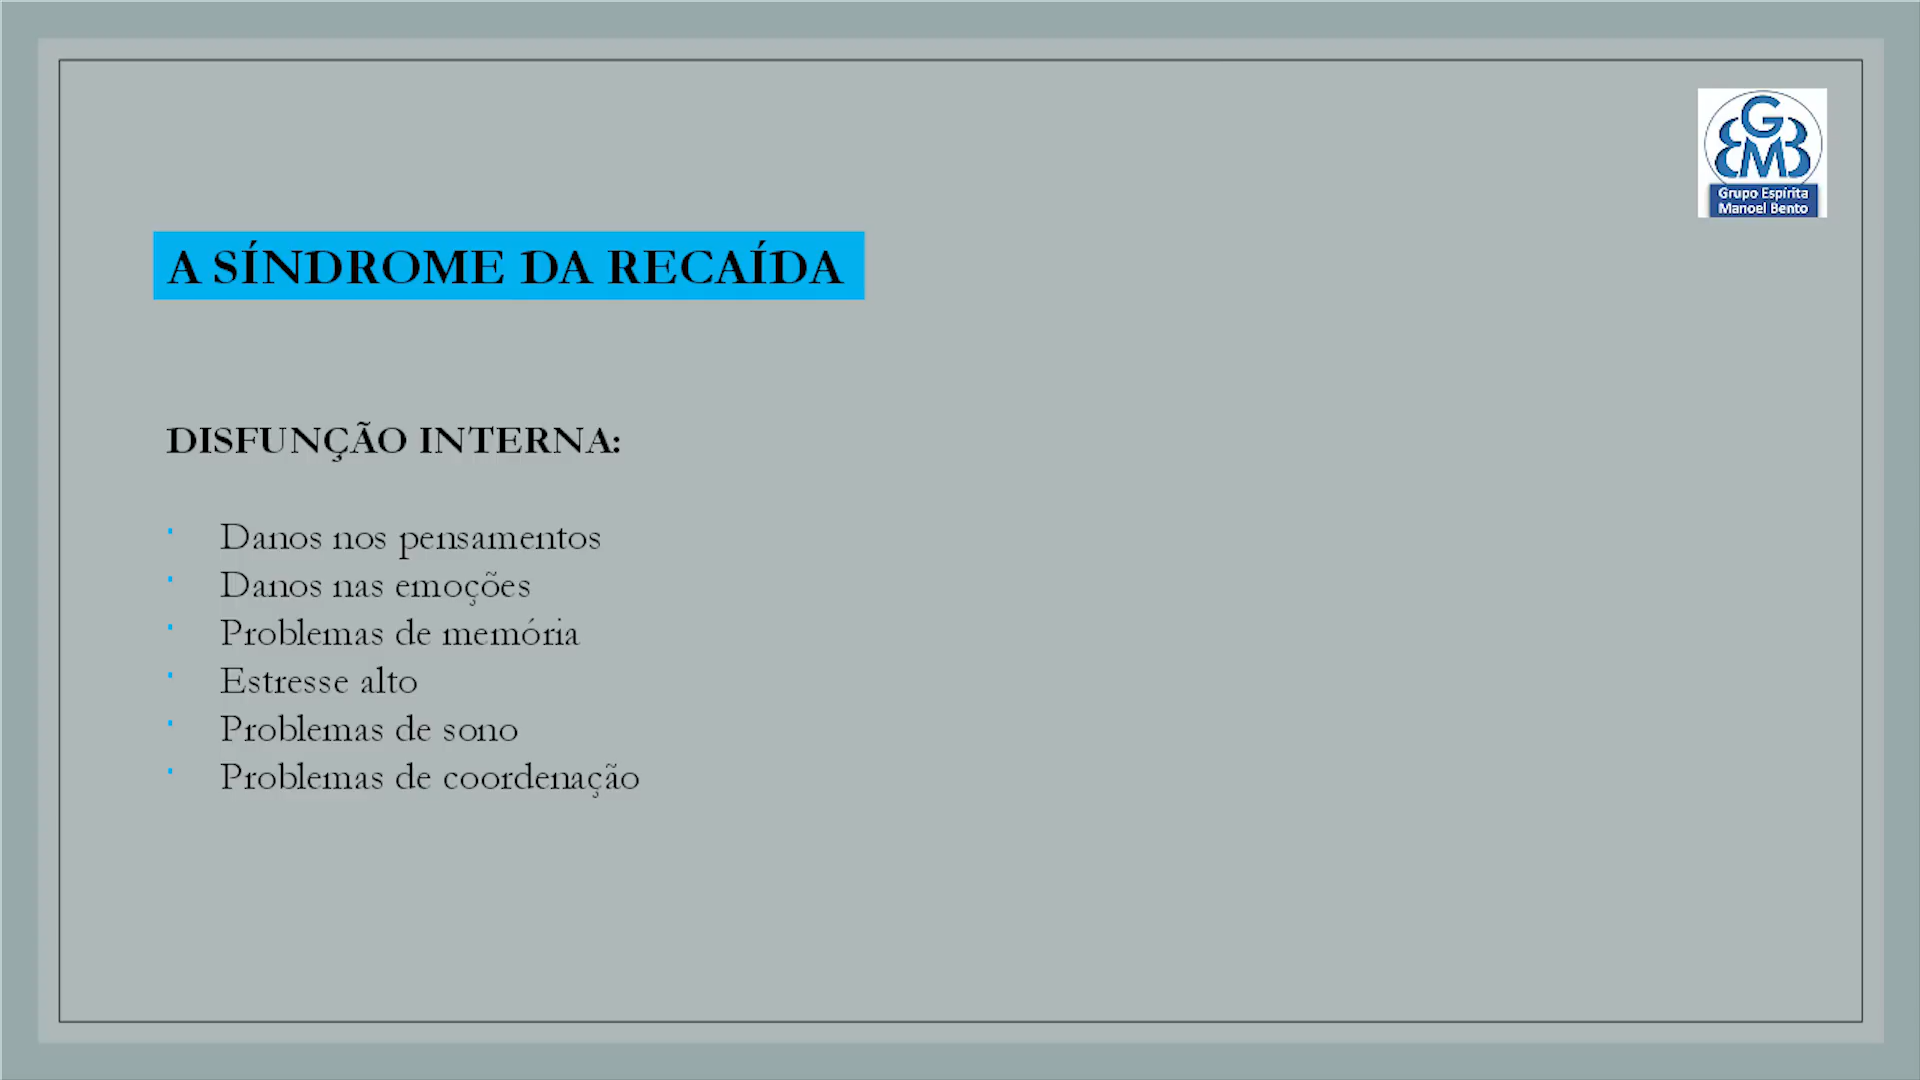 GEMB
Grupo Espírita
Manoel Bento
A SÍNDROME DA RECAÍDA
DISFUNÇÃO INTERNA:
Danos nos pensamentos
Danos nas emoções
Problemas de memória
Estresse alto
Problemas de sono
Problemas de coordenação